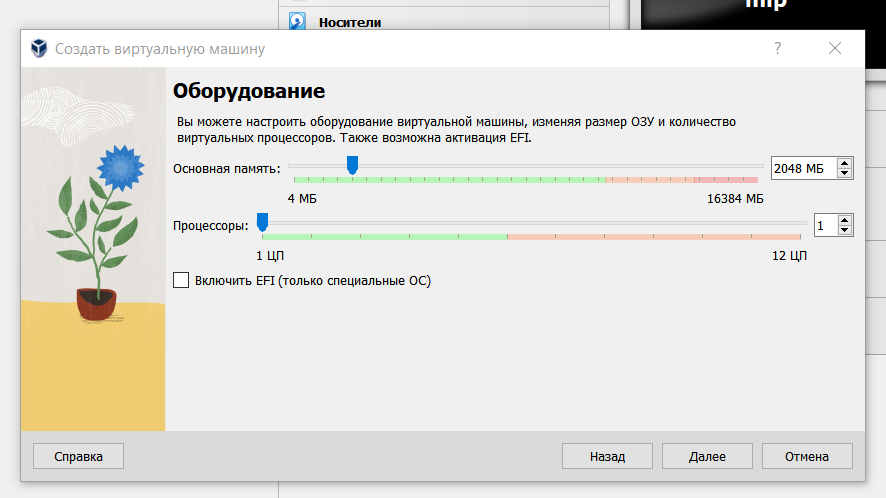 Носители
Создать виртуальную машину
?
Оборудование
Вы можете настроить оборудование виртуальной машины, изменяя размер ОЗУ и количество
виртуальных процессоров. Также возможна активация EFI.
Основная память:
2048 МБ
4 МБ
16384 МБ
Процессоры:
1
1 ЦП
12 ЦП
Включить EFI (только специальные ОС)
Справка
Назад
Далее
Отмена